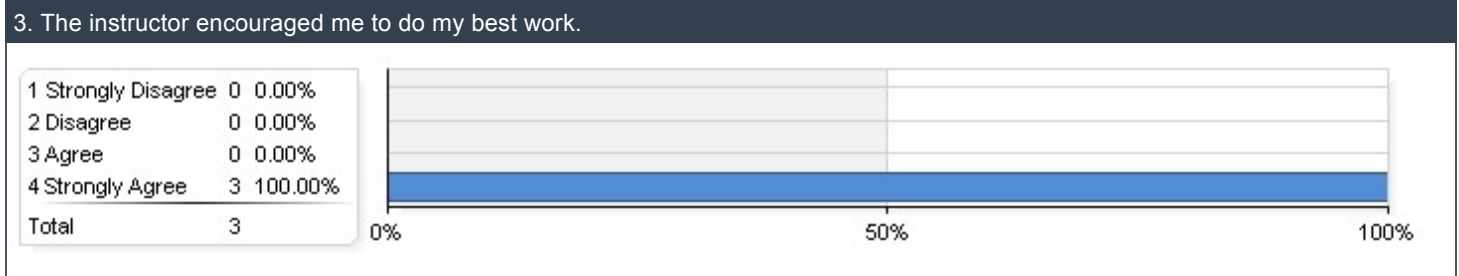 3. The instructor encouraged me to do my best work.
1 Strongly Disagree 0 0.00%
2 Disagree 0 0.00%
3 Agree 0 0.00%
4 Strongly Agree 3 100.00%
Total 3
0% 50% 100%